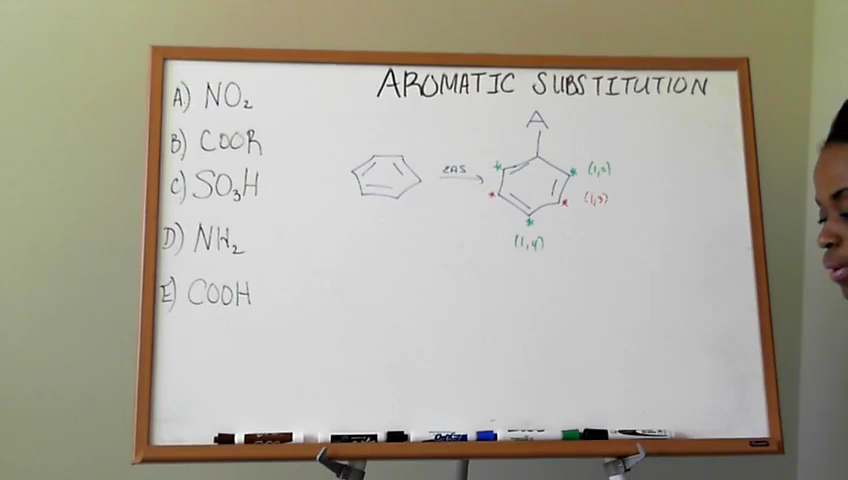 AROMATIC SUBSTITUTION
A) NO₂
B) COOR
C) SO₃H
D) NH₂
E) COOH
EAS
A
* * (1,2)
* * (1,3)
*
(1,4)